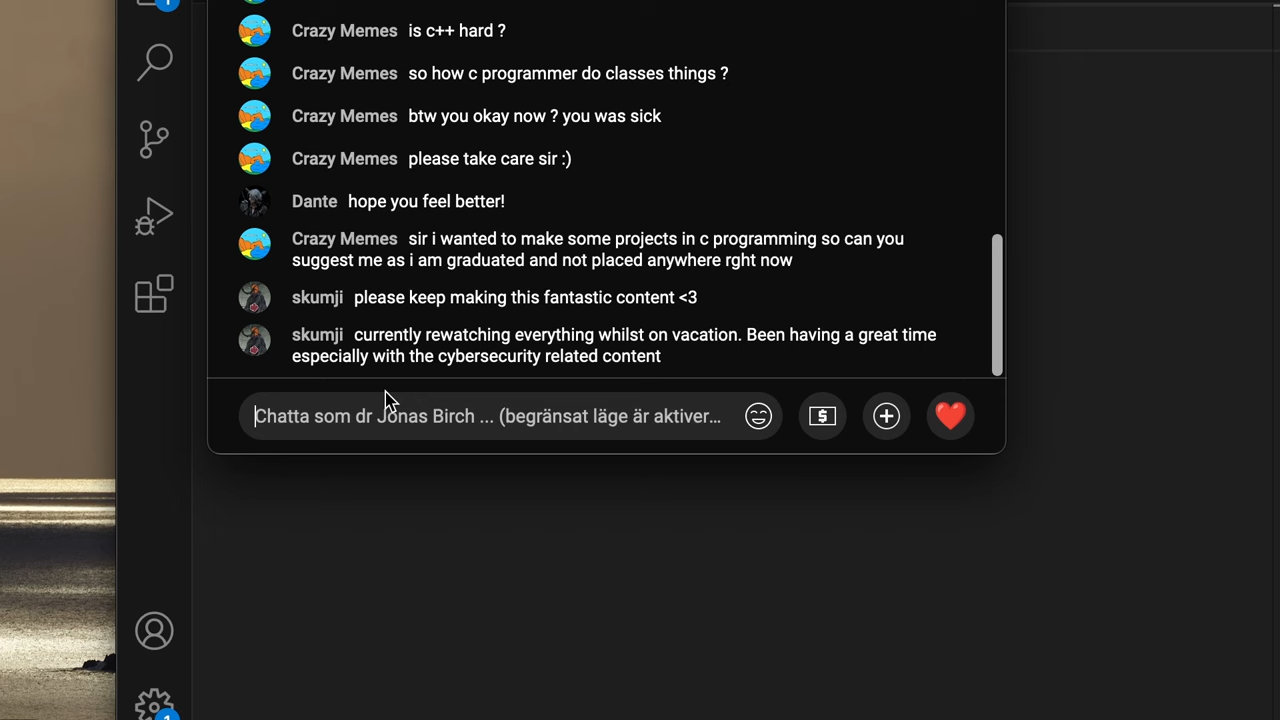 Crazy Memes is c++ hard ?
Crazy Memes so how c programmer do classes things ?
Crazy Memes btw you okay now ? you was sick
Crazy Memes please take care sir :)
Dante hope you feel better!
Crazy Memes sir i wanted to make some projects in c programming so can you
suggest me as i am graduated and not placed anywhere rght now
skumji please keep making this fantastic content <3
skumji currently rewatching everything whilst on vacation. Been having a great time
especially with the cybersecurity related content
Chatta som dr Jonas Birch ... (begränsat läge är aktiver...